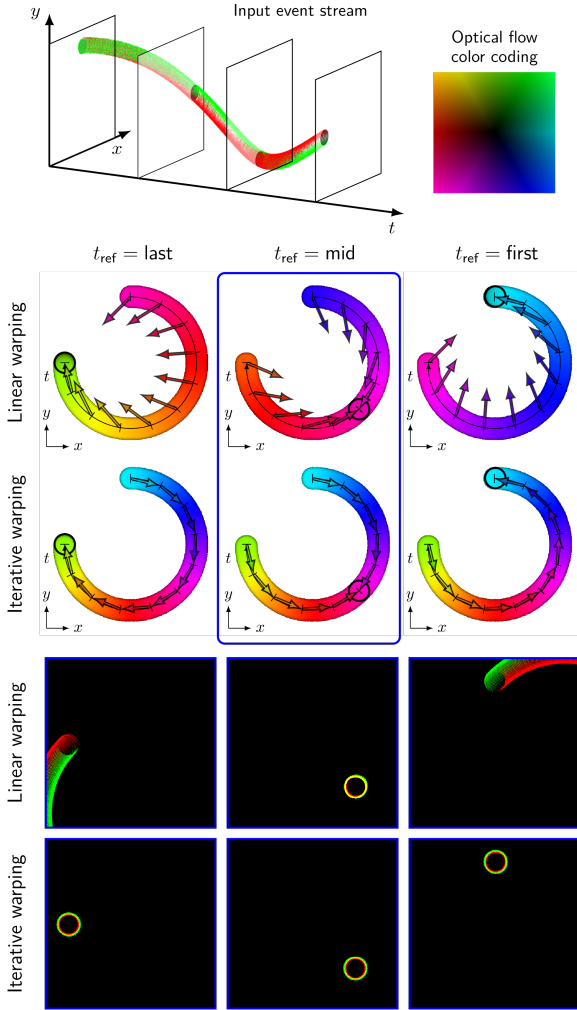 Input event stream
y
x
t
Optical flow
color coding
t_ref = last
t_ref = mid
t_ref = first
Linear warping
t
y
x
t
y
x
t
y
x
Iterative warping
t
y
x
t
y
x
t
y
x
Linear warping
Iterative warping